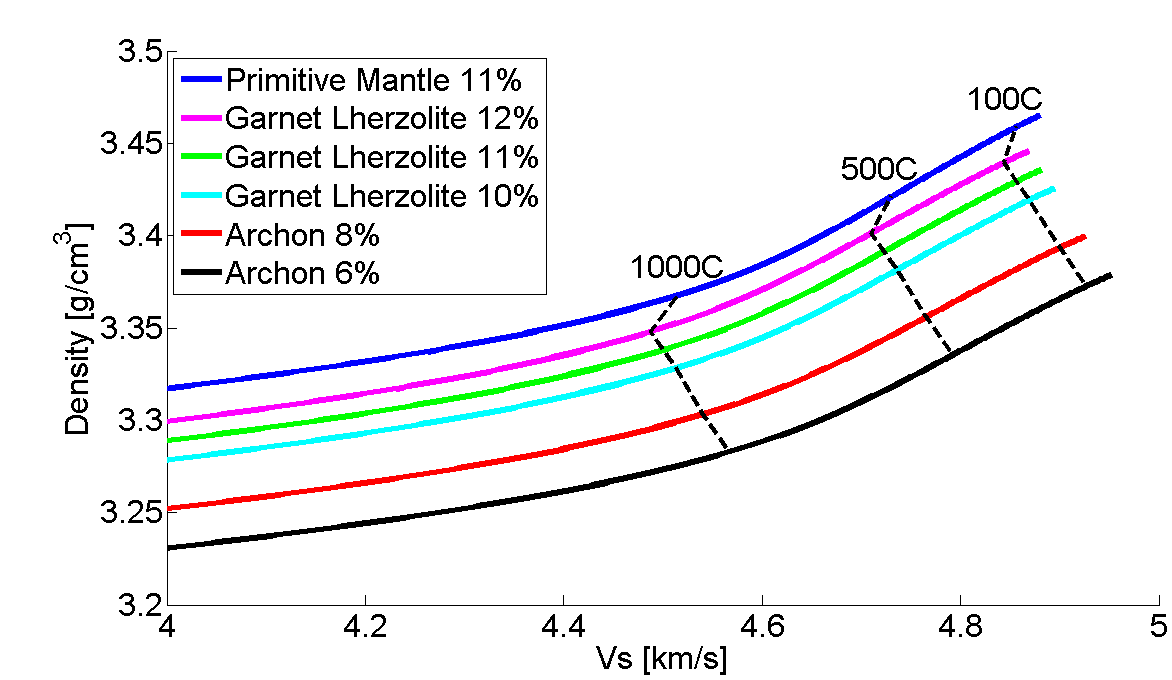 3.5
3.45
3.4
3.35
3.3
3.25
3.2
Density [g/cm³]
Primitive Mantle 11%
Garnet Lherzolite 12%
Garnet Lherzolite 11%
Garnet Lherzolite 10%
Archon 8%
Archon 6%
100C
500C
1000C
4 4.2 4.4 4.6 4.8 5
Vs [km/s]